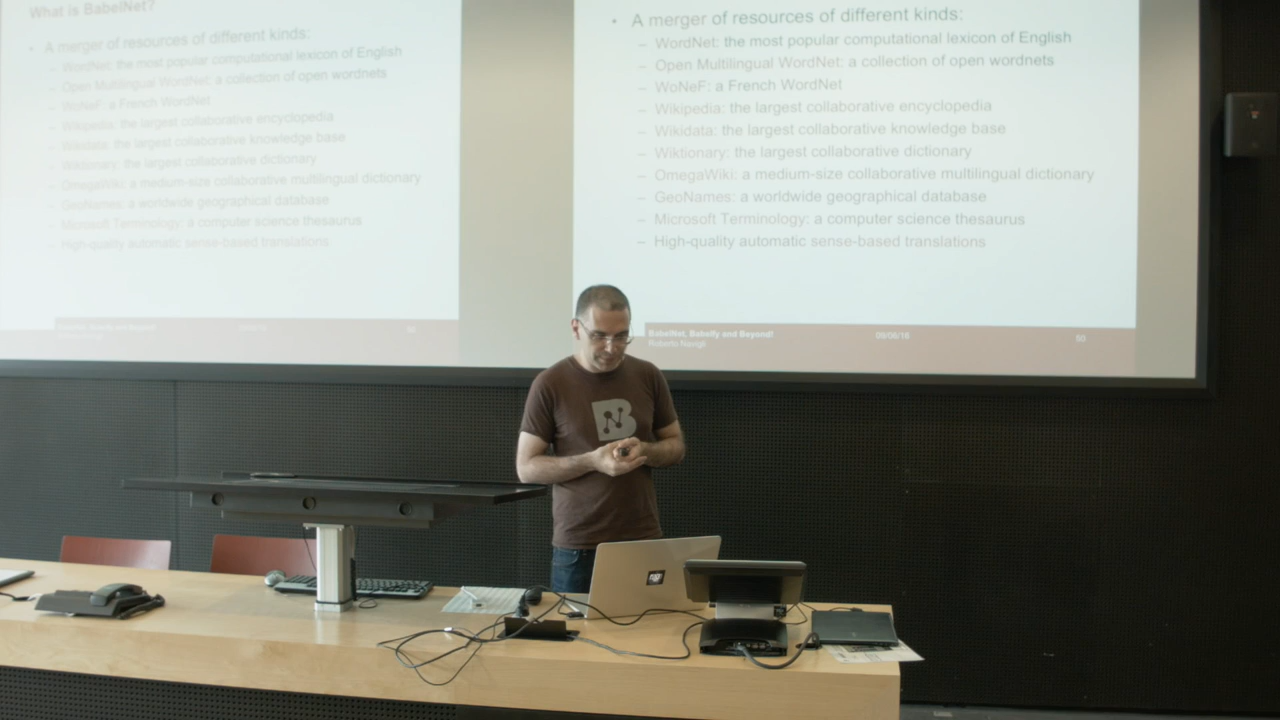 What is BabelNet?
• A merger of resources of different kinds:
– WordNet: the most popular computational lexicon of English
– Open Multilingual WordNet: a collection of open wordnets
– WoNeF: a French WordNet
– Wikipedia: the largest collaborative encyclopedia
– Wikidata: the largest collaborative knowledge base
– Wiktionary: the largest collaborative dictionary
– OmegaWiki: a medium-size collaborative multilingual dictionary
– GeoNames: a worldwide geographical database
– Microsoft Terminology: a computer science thesaurus
– High-quality automatic sense-based translations
• A merger of resources of different kinds:
– WordNet: the most popular computational lexicon of English
– Open Multilingual WordNet: a collection of open wordnets
– WoNeF: a French WordNet
– Wikipedia: the largest collaborative encyclopedia
– Wikidata: the largest collaborative knowledge base
– Wiktionary: the largest collaborative dictionary
– OmegaWiki: a medium-size collaborative multilingual dictionary
– GeoNames: a worldwide geographical database
– Microsoft Terminology: a computer science thesaurus
– High-quality automatic sense-based translations
BabelNet, Babelfy and Beyond!
Roberto Navigli
06/06/16
50
B
N